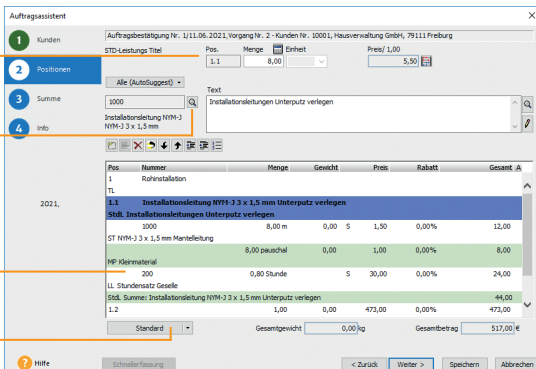 Auftragsassistent
1 Kunden
2 Positionen
3 Summe
4 Info
2021,
Auftragsbestätigung Nr. 1/11.06.2021,Vorgang Nr. 2 - Kunden Nr. 10001, Hausverwaltung GmbH, 79111 Freiburg
STD-Leistungs Titel Pos. Menge Einheit Preis/ 1,00
1.1 8,00 5,50
Alle (AutoSuggest)
Text
1000 Installationsleitungen Unterputz verlegen
Installationsleitung NYM-J
NYM-J 3 x 1,5 mm
Pos Nummer Menge Gewicht Preis Rabatt Gesamt A
1 Rohinstallation
TL
1.1 Installationsleitung NYM-J 3 x 1,5 mm Unterputz verlegen
StdL Installationsleitungen Unterputz verlegen
1000 8,00 m 0,00 S 1,50 0,00% 12,00
ST NYM-J 3 x 1,5 mm Mantelleitung
8,00 pauschal 0,00 1,00 0,00% 8,00
MP Kleinmaterial
200 0,80 Stunde S 30,00 0,00% 24,00
LL Stundensatz Geselle
StdL Summe: Installationsleitung NYM-J 3 x 1,5 mm Unterputz verlegen 44,00
1.2 1,00 0,00 473,00 0,00% 473,00
Standard Gesamtgewicht 0,00 kg Gesamtbetrag 517,00 €
? Hilfe Schnellerfassung < Zurück Weiter > Speichern Abbrechen